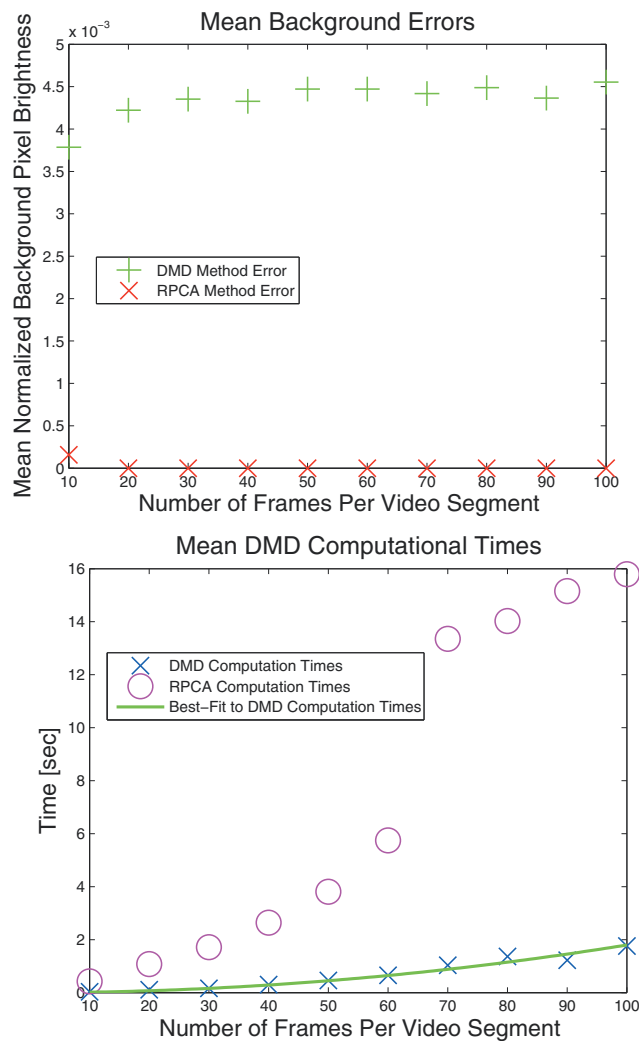 Mean Background Errors
x 10⁻³
5
4.5
4
3.5
3
2.5
2
1.5
1
0.5
0
Mean Normalized Background Pixel Brightness
DMD Method Error
RPCA Method Error
10 20 30 40 50 60 70 80 90 100
Number of Frames Per Video Segment
Mean DMD Computational Times
16
14
12
10
8
6
4
2
0
Time [sec]
DMD Computation Times
RPCA Computation Times
Best-Fit to DMD Computation Times
10 20 30 40 50 60 70 80 90 100
Number of Frames Per Video Segment